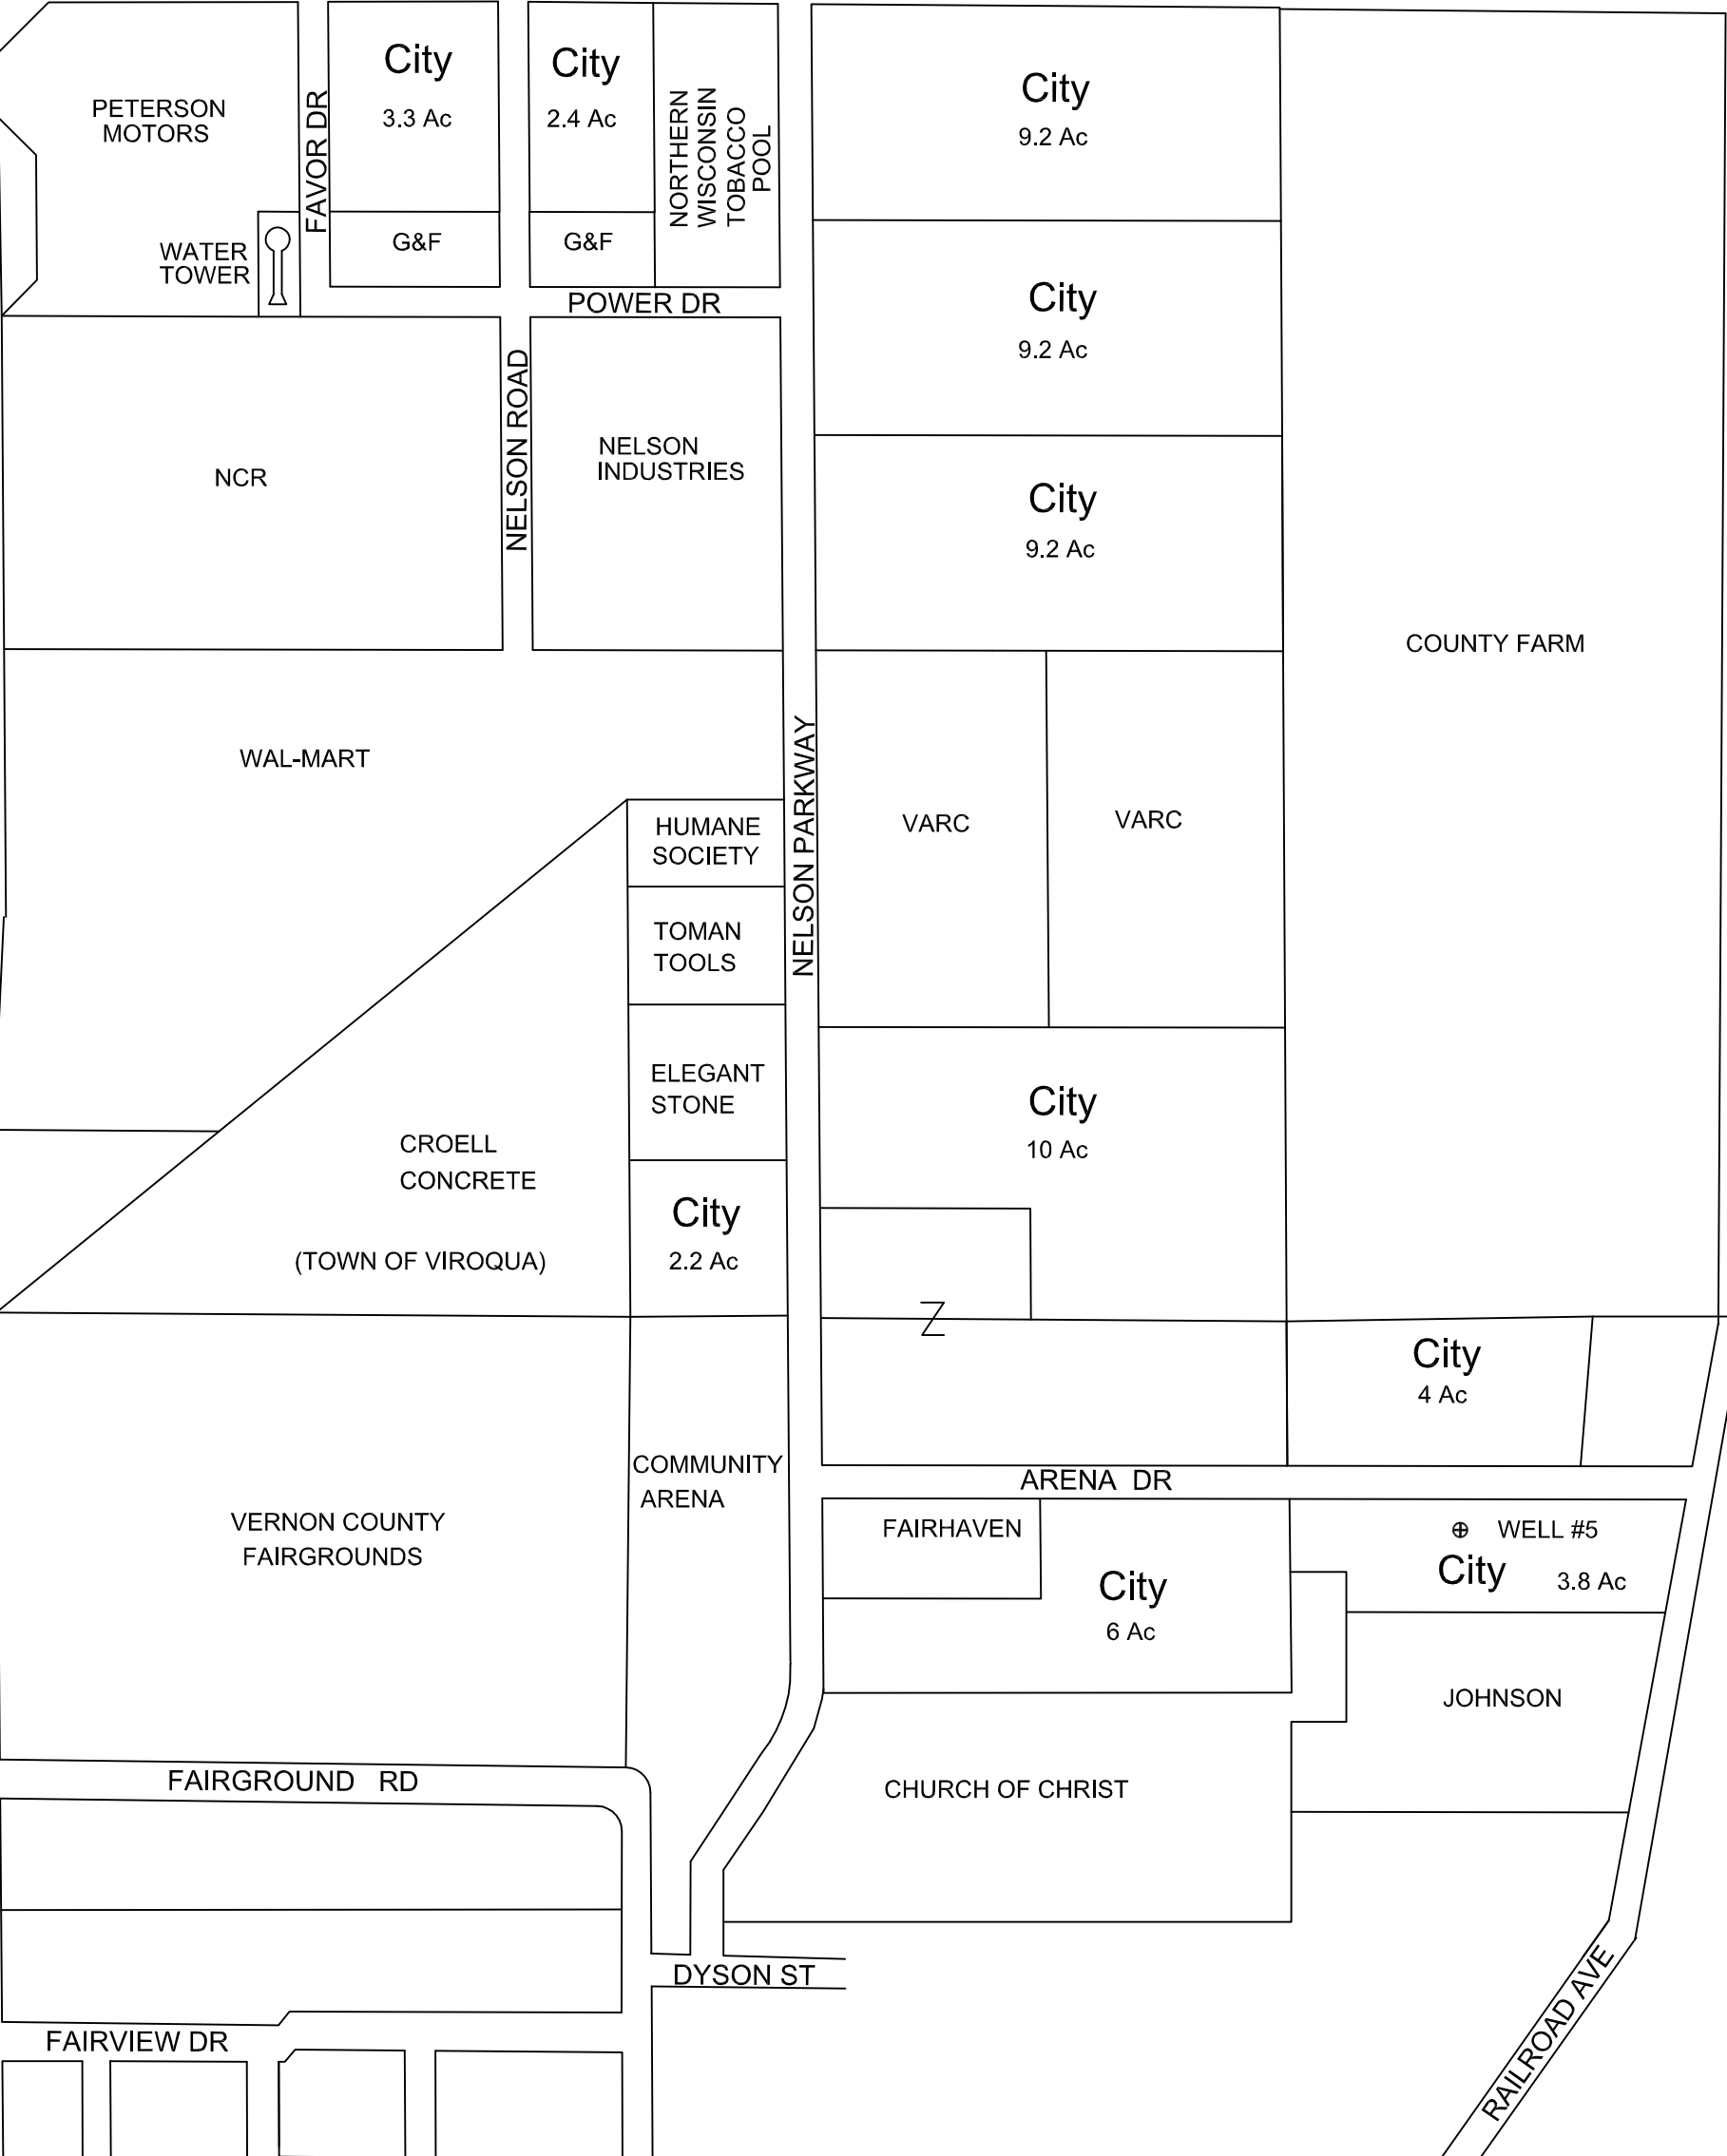 City
3.3 Ac
City
2.4 Ac
PETERSON
MOTORS
FAVOR DR
NORTHERN
WISCONSIN
TOBACCO
POOL
City
9.2 Ac
WATER
TOWER
G&F
G&F
POWER DR
City
9.2 Ac
NCR
NELSON ROAD
NELSON
INDUSTRIES
City
9.2 Ac
COUNTY FARM
WAL-MART
NELSON PARKWAY
HUMANE
SOCIETY
VARC
VARC
TOMAN
TOOLS
ELEGANT
STONE
City
10 Ac
CROELL
CONCRETE
(TOWN OF VIROQUA)
City
2.2 Ac
Z
City
4 Ac
COMMUNITY
ARENA
ARENA DR
VERNON COUNTY
FAIRGROUNDS
FAIRHAVEN
WELL #5
City 3.8 Ac
City
6 Ac
JOHNSON
FAIRGROUND RD
CHURCH OF CHRIST
DYSON ST
FAIRVIEW DR
RAILROAD AVE